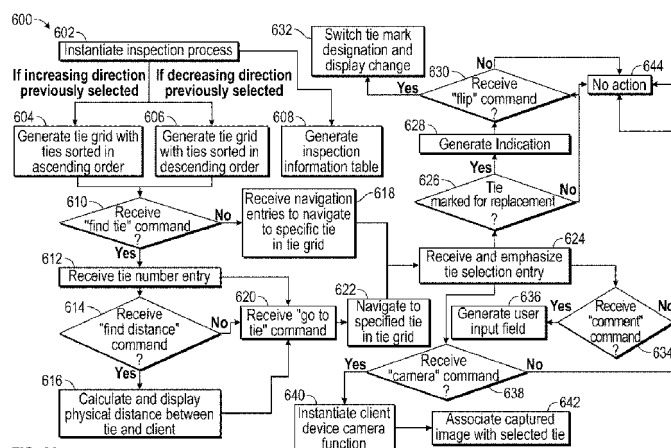 600
602
Instantiate inspection process
If increasing direction
previously selected
If decreasing direction
previously selected
604
Generate tie grid with
ties sorted in
ascending order
606
Generate tie grid
with ties sorted in
descending order
608
Generate
inspection
information table
610
Receive
"find tie" command
?
No
Yes
618
Receive navigation
entries to navigate
to specific tie
in tie grid
612
Receive tie number entry
614
Receive
"find distance"
command
?
No
Yes
620
Receive "go to
tie" command
622
Navigate to
specified tie
in tie grid
616
Calculate and display
physical distance between
tie and client
632
Switch tie mark
designation and
display change
630
Receive
"flip" command
?
No
Yes
644
No action
628
Generate Indication
Yes
626
Tie
marked for replacement
?
No
624
Receive and emphasize
tie selection entry
636
Generate user
input field
Yes
Receive
"comment"
command
?
634
Receive
"camera" command
?
638
Yes
No
640
Instantiate client
device camera
function
642
Associate captured
image with selected tie